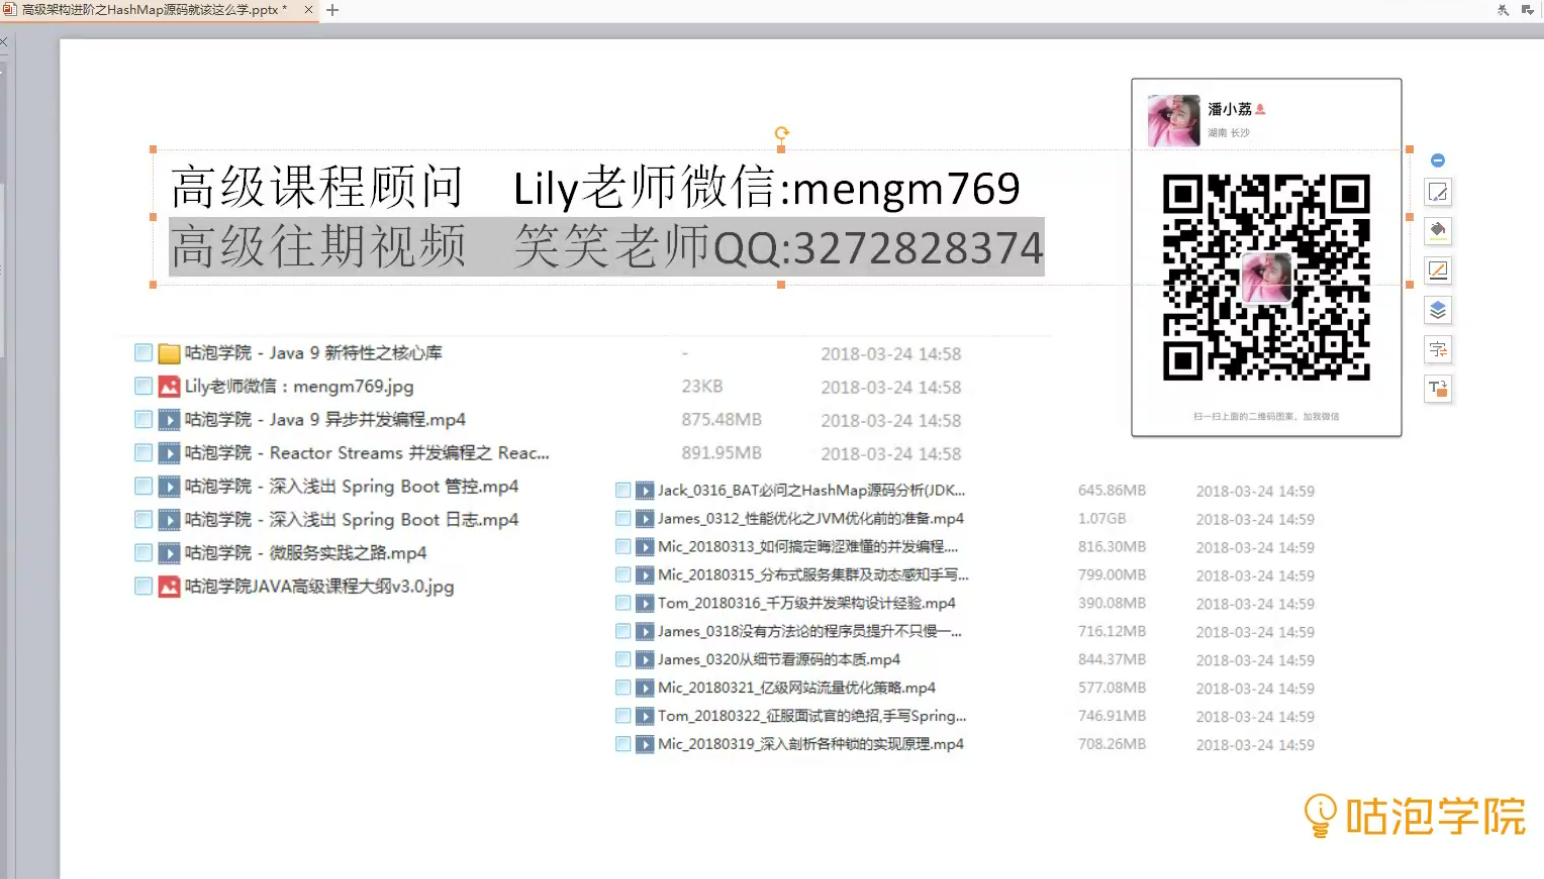 高级架构进阶之HashMap源码就该这么学.pptx *
潘小荔
湖南 长沙
高级课程顾问 Lily老师微信:mengm769
高级往期视频 笑笑老师QQ:3272828374
扫一扫上面的二维码图案，加我微信
咕泡学院 - Java 9 新特性之核心库 - 2018-03-24 14:58
Lily老师微信：mengm769.jpg 23KB 2018-03-24 14:58
咕泡学院 - Java 9 异步并发编程.mp4 875.48MB 2018-03-24 14:58
咕泡学院 - Reactor Streams 并发编程之 Reac... 891.95MB 2018-03-24 14:58
咕泡学院 - 深入浅出 Spring Boot 管控.mp4
咕泡学院 - 深入浅出 Spring Boot 日志.mp4
咕泡学院 - 微服务实践之路.mp4
咕泡学院JAVA高级课程大纲v3.0.jpg
Jack_0316_BAT必问之HashMap源码分析(JDK... 645.86MB 2018-03-24 14:59
James_0312_性能优化之JVM优化前的准备.mp4 1.07GB 2018-03-24 14:59
Mic_20180313_如何搞定晦涩难懂的并发编程.... 816.30MB 2018-03-24 14:59
Mic_20180315_分布式服务集群及动态感知手写... 799.00MB 2018-03-24 14:59
Tom_20180316_千万级并发架构设计经验.mp4 390.08MB 2018-03-24 14:59
James_0318没有方法论的程序员提升不只慢一... 716.12MB 2018-03-24 14:59
James_0320从细节看源码的本质.mp4 844.37MB 2018-03-24 14:59
Mic_20180321_亿级网站流量优化策略.mp4 577.08MB 2018-03-24 14:59
Tom_20180322_征服面试官的绝招,手写Spring... 746.91MB 2018-03-24 14:59
Mic_20180319_深入剖析各种锁的实现原理.mp4 708.26MB 2018-03-24 14:59
咕泡学院